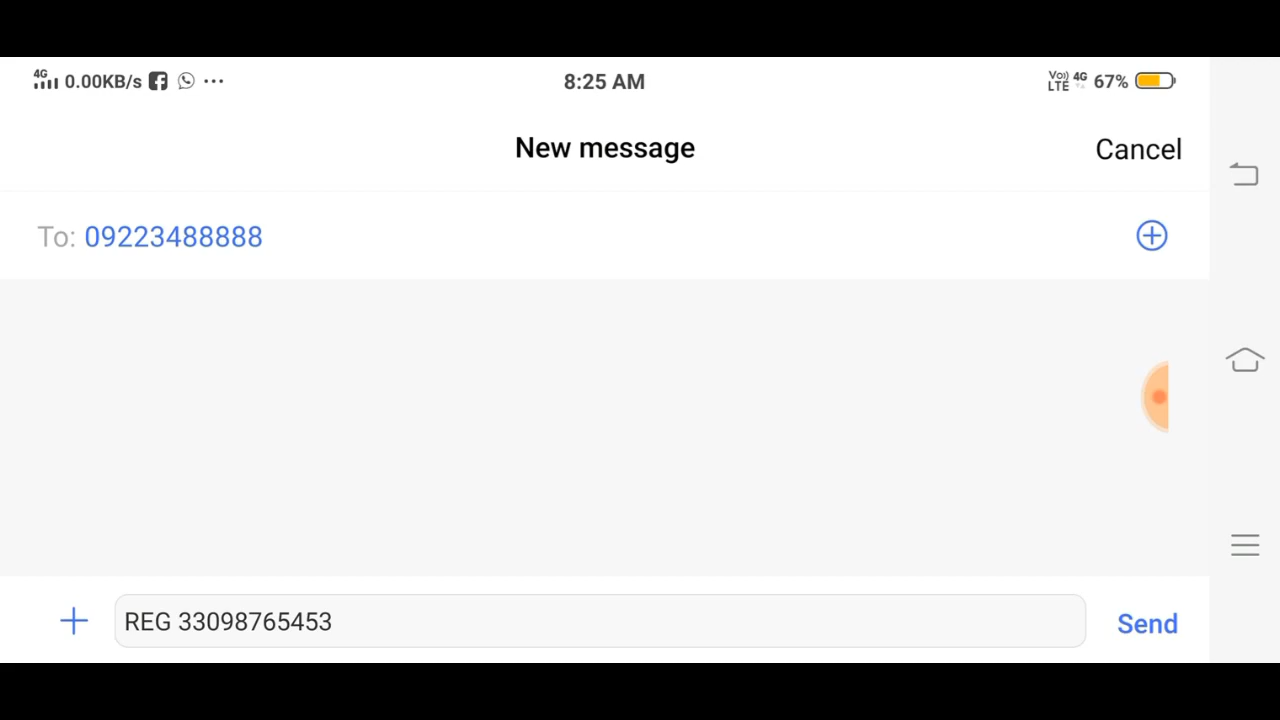 4G 0.00KB/s ... 8:25 AM Vo) LTE 4G 67%
New message Cancel
To: 09223488888
REG 33098765453 Send